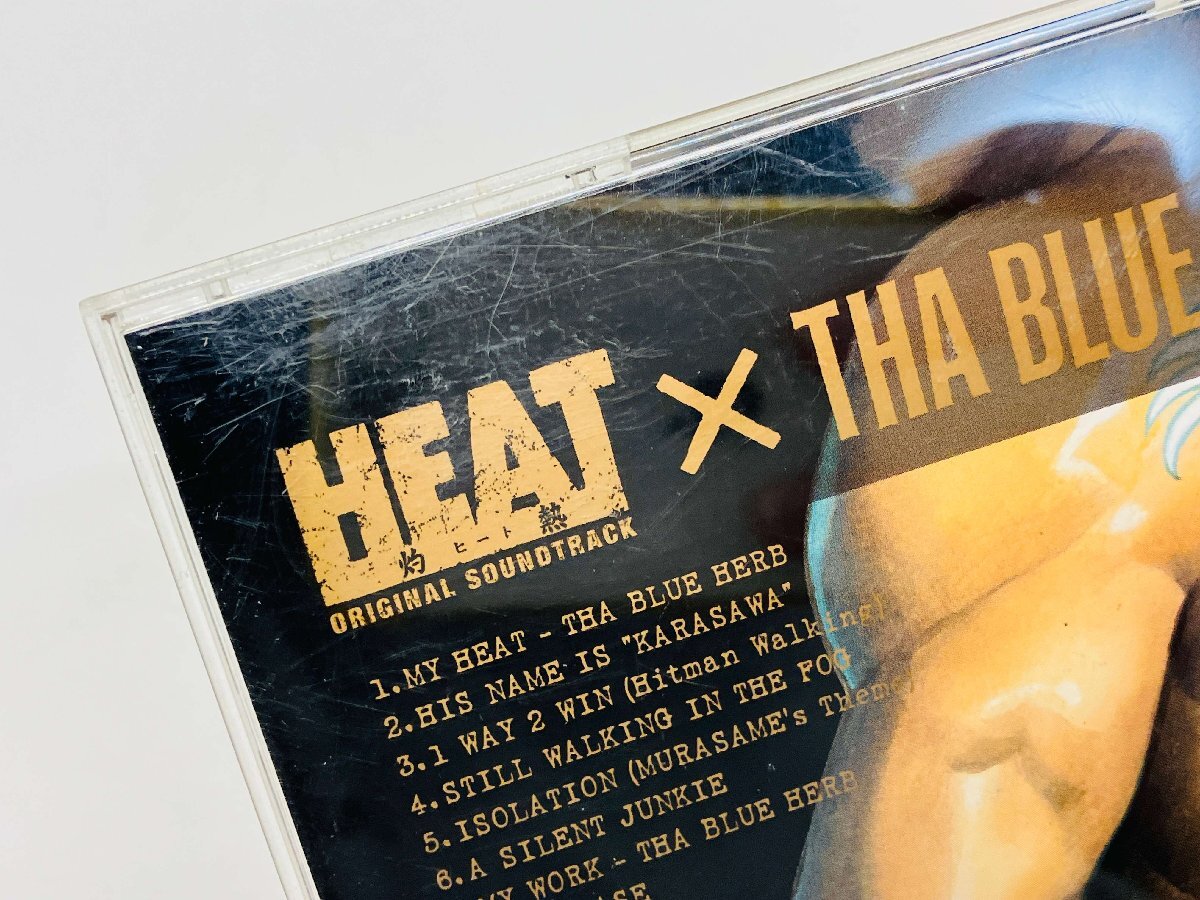 HEAT × THA BLUE
灼 ヒート 熱
ORIGINAL SOUNDTRACK
1.MY HEAT - THA BLUE HERB
2.HIS NAME IS "KARASAWA"
3.1 WAY 2 WIN (Hitman Walking)
4.STILL WALKING IN THE FOG
5.ISOLATION (MURASAME's Theme)
6.A SILENT JUNKIE
MY WORK - THA BLUE HERB